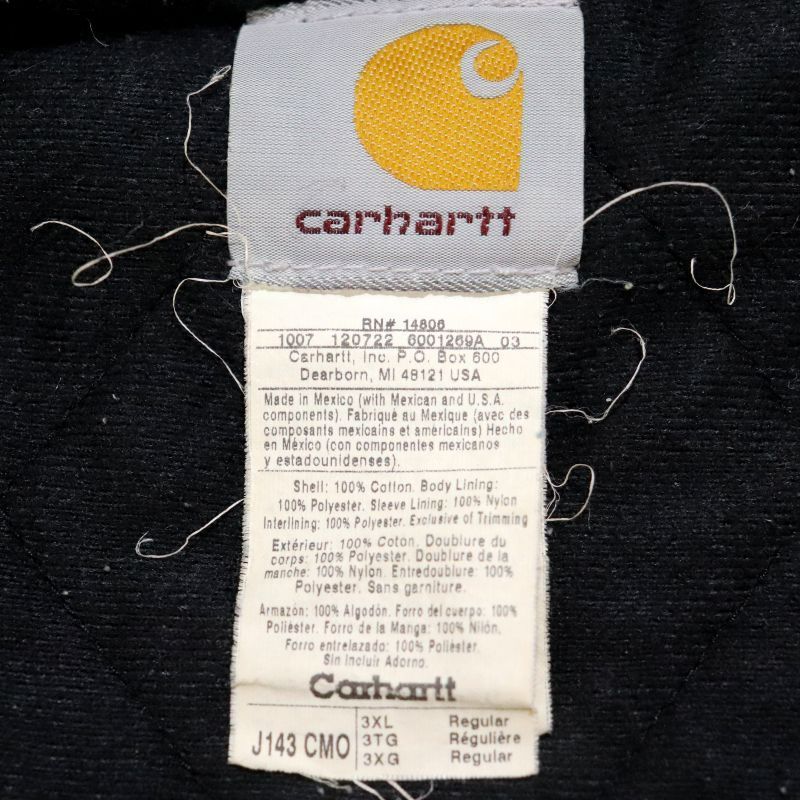 carhartt
RN# 14806
1007 120722 6001269A 03
Carhartt, Inc. P.O. Box 600
Dearborn, MI 48121 USA
Made in Mexico (with Mexican and U.S.A.
components). Fabriqué au Mexique (avec des
composants mexicains et américains) Hecho
en México (con componentes mexicanos
y estadounidenses).
Shell: 100% Cotton. Body Lining:
100% Polyester. Sleeve Lining: 100% Nylon
Interlining: 100% Polyester. Exclusive of Trimming
Extérieur: 100% Coton. Doublure du
corps: 100% Polyester. Doublure de la
manche: 100% Nylon. Entredoublure: 100%
Polyester. Sans garniture.
Armazón: 100% Algodón. Forro del cuerpo: 100%
Poliéster. Forro de la Manga: 100% Nilón.
Forro entrelazado: 100% Poliéster.
Sin Incluir Adorno.
Carhartt
J143 CMO
3XL Regular
3TG Régulière
3XG Regular